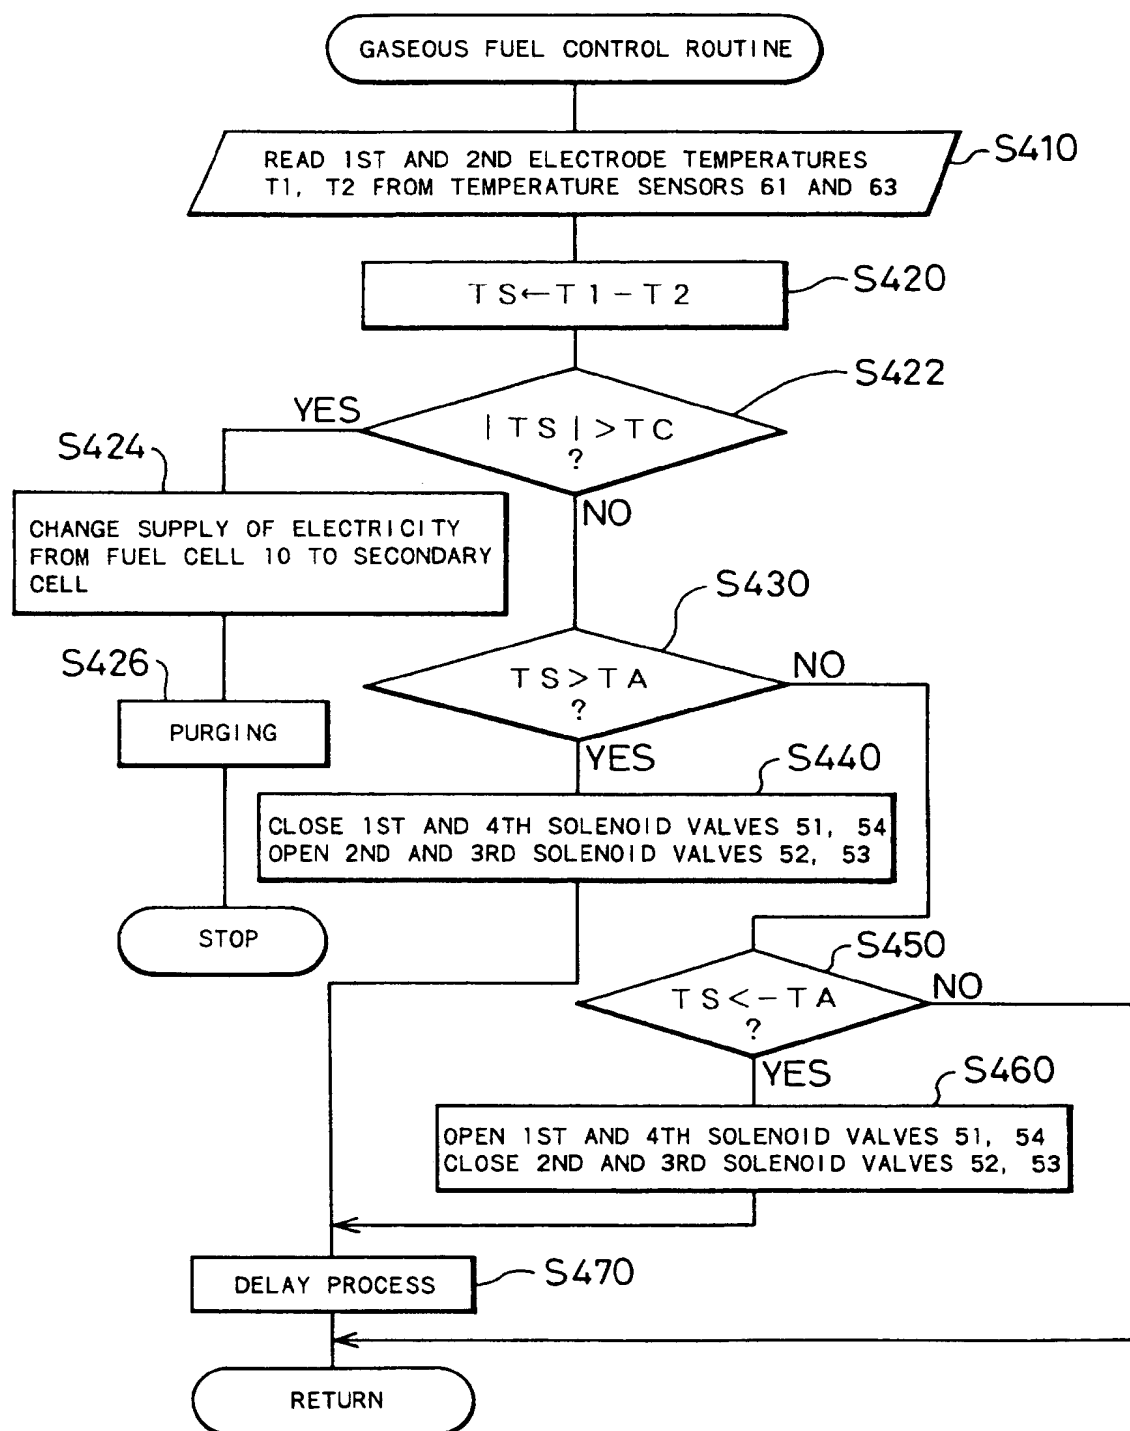 GASEOUS FUEL CONTROL ROUTINE
READ 1ST AND 2ND ELECTRODE TEMPERATURES
T1, T2 FROM TEMPERATURE SENSORS 61 AND 63
S410
TS←T1-T2
S420
|TS|>TC
?
S422
YES
NO
S424
CHANGE SUPPLY OF ELECTRICITY
FROM FUEL CELL 10 TO SECONDARY
CELL
S426
PURGING
STOP
S430
TS>TA
?
NO
YES
S440
CLOSE 1ST AND 4TH SOLENOID VALVES 51, 54
OPEN 2ND AND 3RD SOLENOID VALVES 52, 53
S450
TS<-TA
?
NO
YES
S460
OPEN 1ST AND 4TH SOLENOID VALVES 51, 54
CLOSE 2ND AND 3RD SOLENOID VALVES 52, 53
DELAY PROCESS
S470
RETURN